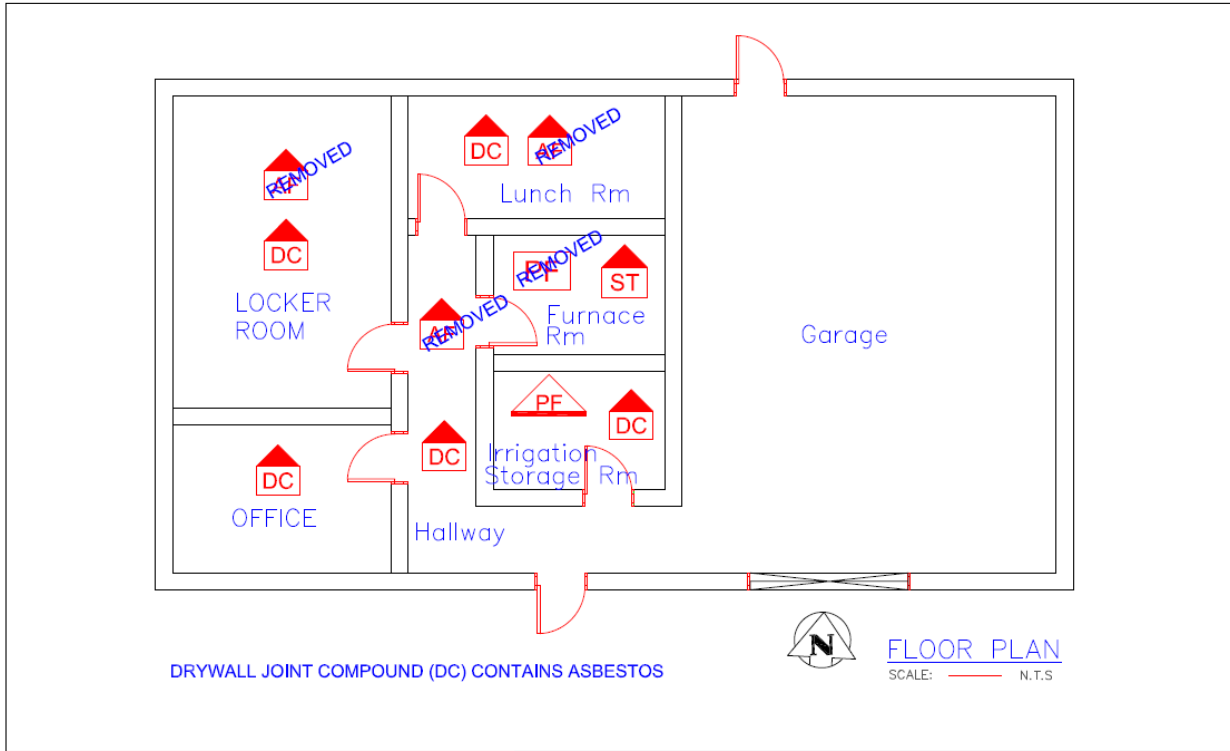 REMOVED
DC
REMOVED
Lunch Rm
DC
LOCKER
ROOM
REMOVED
ST
Furnace
Rm
REMOVED
Garage
PF
DC
DC
Irrigation
Storage Rm
DC
OFFICE
Hallway
N
DRYWALL JOINT COMPOUND (DC) CONTAINS ASBESTOS
FLOOR PLAN
SCALE: N.T.S